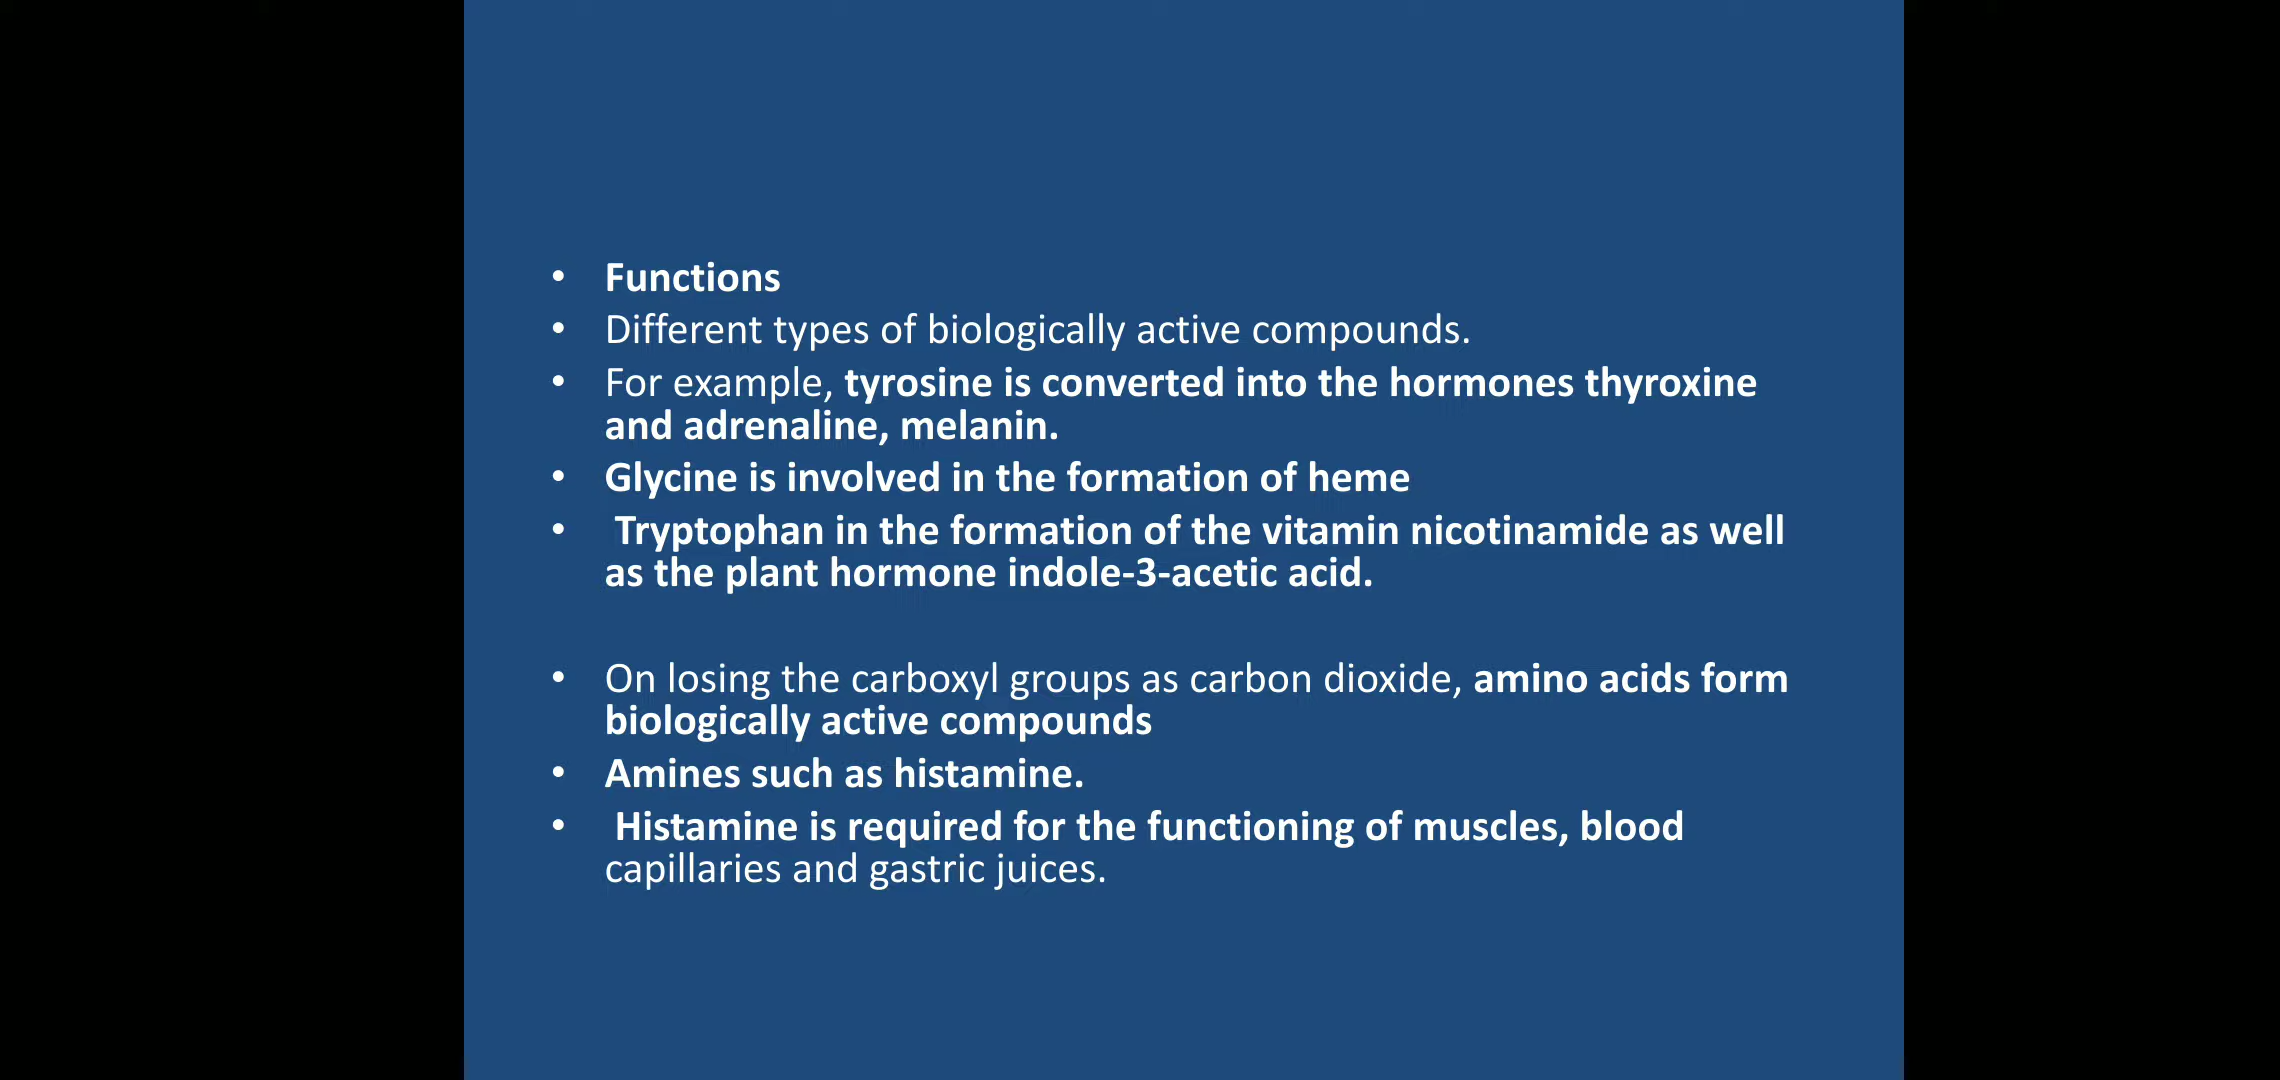 • Functions
• Different types of biologically active compounds.
• For example, tyrosine is converted into the hormones thyroxine
and adrenaline, melanin.
• Glycine is involved in the formation of heme
• Tryptophan in the formation of the vitamin nicotinamide as well
as the plant hormone indole-3-acetic acid.
• On losing the carboxyl groups as carbon dioxide, amino acids form
biologically active compounds
• Amines such as histamine.
• Histamine is required for the functioning of muscles, blood
capillaries and gastric juices.